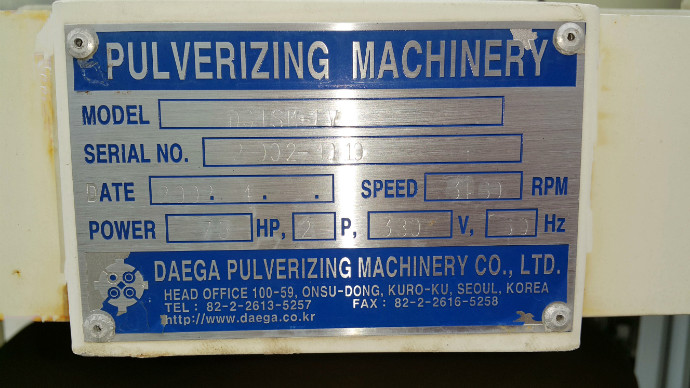 PULVERIZING MACHINERY
MODEL
SERIAL NO.
DATE SPEED RPM
POWER HP, 2 P, 380 V, Hz
DAEGA PULVERIZING MACHINERY CO., LTD.
HEAD OFFICE 100-59, ONSU-DONG, KURO-KU, SEOUL, KOREA
TEL : 82-2-2613-5257 FAX : 82-2-2616-5258
http://www.daega.co.kr